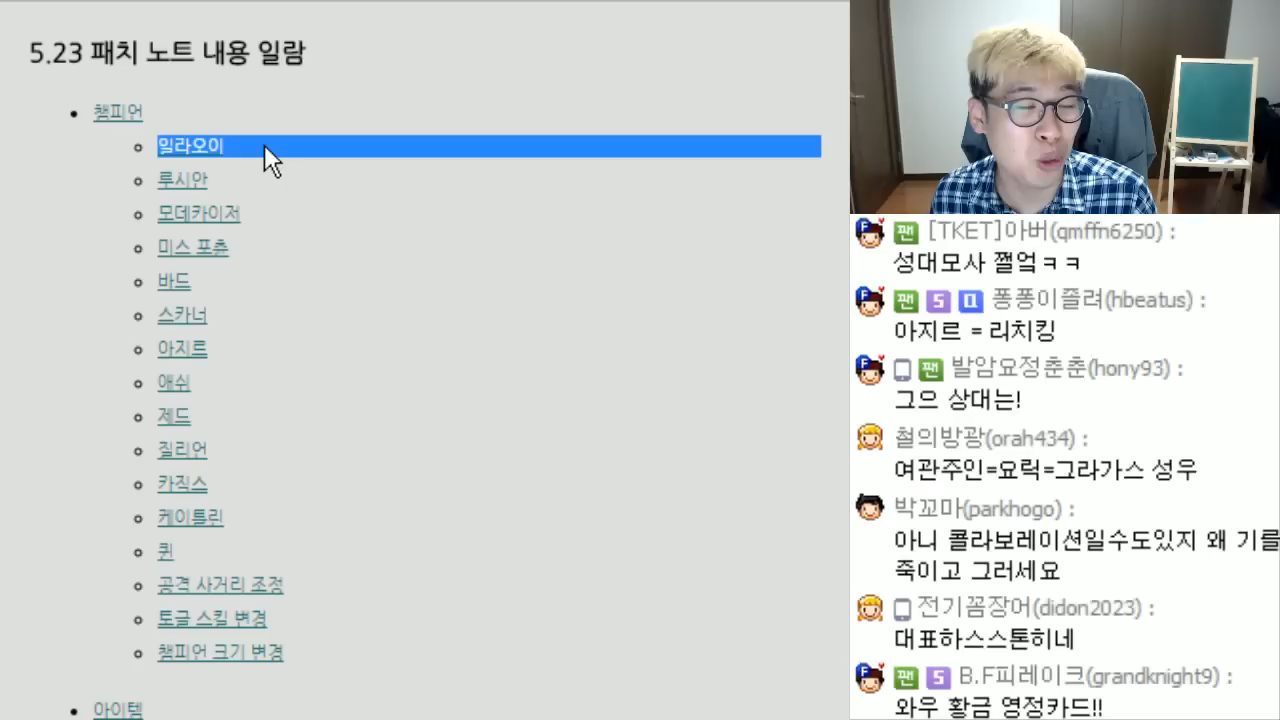 5.23 패치 노트 내용 일람
챔피언
일라오이
루시안
모데카이저
미스 포츈
바드
스카너
아지르
애쉬
제드
질리언
카직스
케이틀린
퀸
공격 사거리 조정
토글 스킬 변경
챔피언 크기 변경
아이템
팬 [TKET]아버(qmffn6250) :
성대모사 쩔엌ㅋㅋ
팬 S 퐁퐁이쫄려(hbeatus) :
아지르 = 리치킹
팬 발암요정춘춘(hony93) :
그으 상대는!
철의방광(orah434) :
여관주인=요릭=그라가스 성우
박꼬마(parkhogo) :
아니 콜라보레이션일수도있지 왜 기를
죽이고 그러세요
전기꼼장어(didon2023) :
대표하스스톤히네
팬 S B.F피레이크(grandknight9) :
와우 황금 영정카드!!